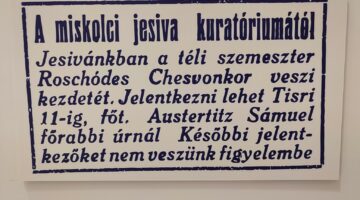 A miskolci jesiva kuratóriumától
Jesivánkban a téli szemeszter
Roschódes Chesvonkor veszi
kezdetét. Jelentkezni lehet Tisri
11-ig, főt. Austertitz Sámuel
főrabbi úrnál Későbbi jelent-
kezőket nem veszünk figyelembe